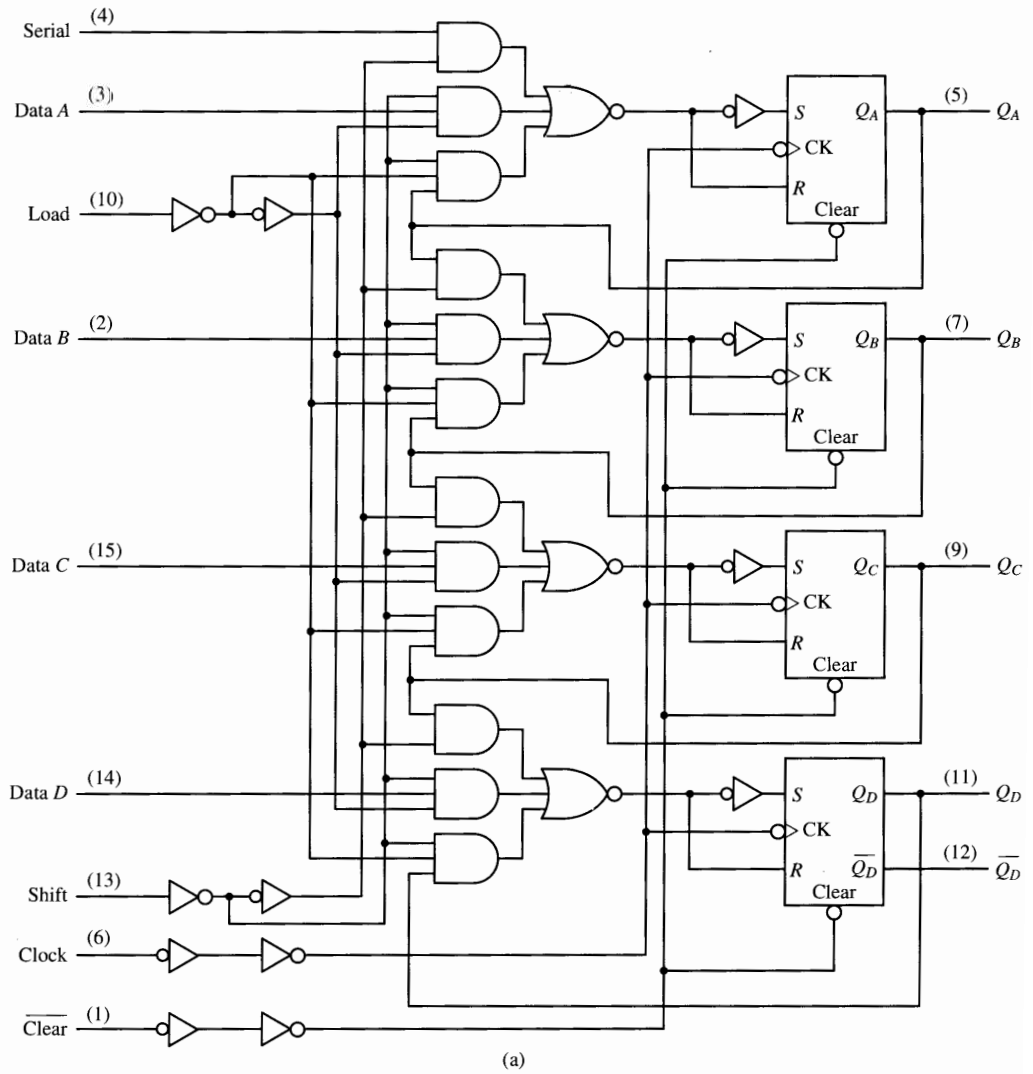 Serial (4)
Data A (3)
Load (10)
Data B (2)
Data C (15)
Data D (14)
Shift (13)
Clock (6)
C̅l̅e̅a̅r̅ (1)
S Q_A (5) Q_A
CK
R
Clear
S Q_B (7) Q_B
CK
R
Clear
S Q_C (9) Q_C
CK
R
Clear
S Q_D (11) Q_D
CK
R Q̅_D̅ (12) Q̅_D̅
Clear
(a)